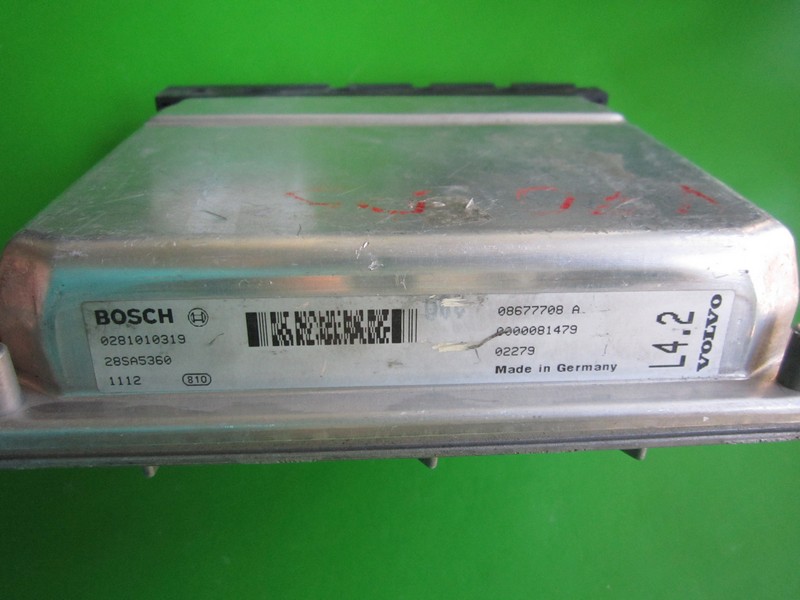 BOSCH
0281010319
28SA5360
1112 810
08677708 A
0000081479
02279
Made in Germany
L4.2
VOLVO